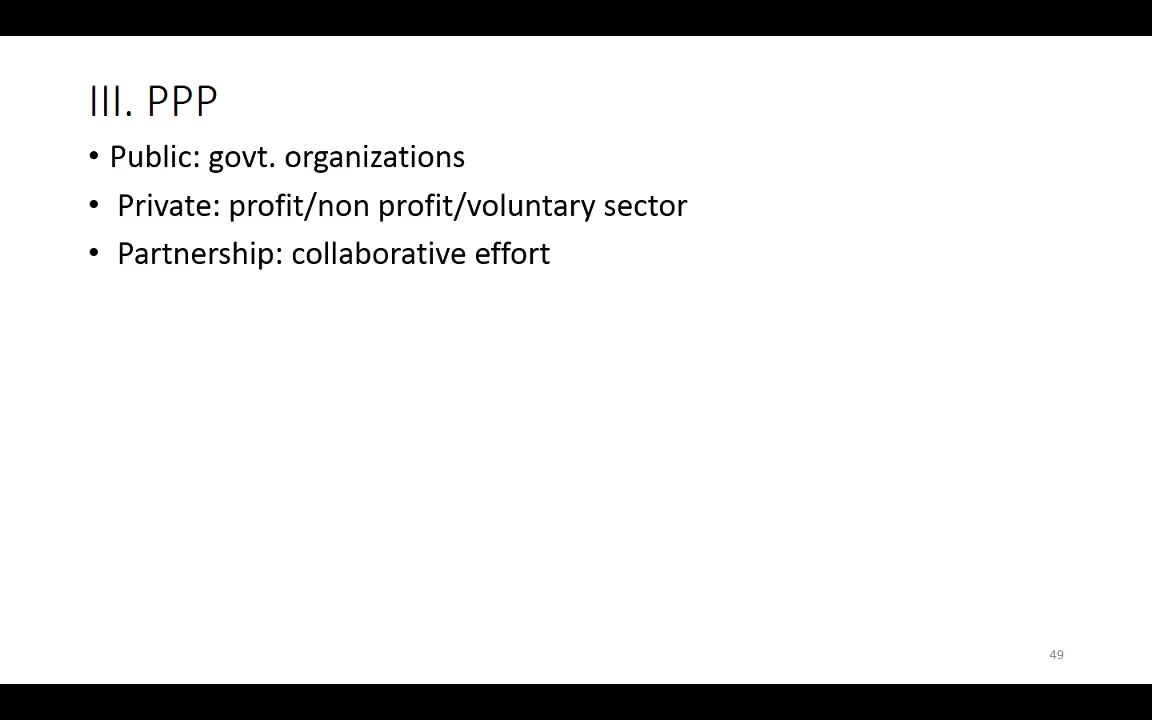 III. PPP
• Public: govt. organizations
• Private: profit/non profit/voluntary sector
• Partnership: collaborative effort
49